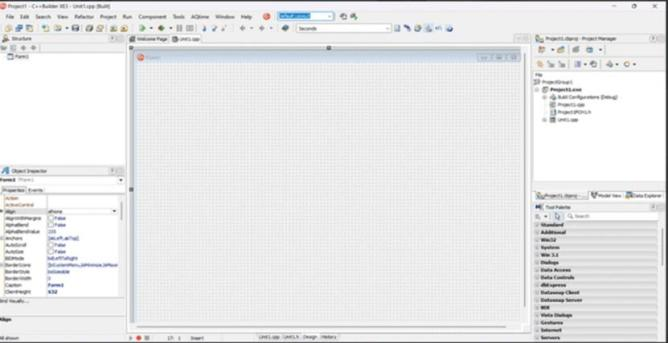 Project1 - C++Builder XE3 - Unit1.cpp [Built]
File Edit Search View Refactor Project Run Component Tools AQtime Window Help Default Layout
Seconds
Structure
Form1
Object Inspector
Form1 TForm1
Properties Events
Action
ActiveControl
Align alNone
AlignWithMargins False
AlphaBlend False
AlphaBlendValue 255
Anchors [akLeft,akTop]
AutoScroll False
AutoSize False
BiDiMode bdLeftToRight
BorderIcons [biSystemMenu,biMinimize,biMaxim
BorderStyle bsSizeable
BorderWidth 0
Caption Form1
ClientHeight 532
Bind Visually...
Align
All shown
Welcome Page Unit1.cpp
Form1
17: 1 Insert Unit1.cpp Unit1.h Design History
Project1.cbproj - Project Manager
File
ProjectGroup1
Project1.exe
Build Configurations (Debug)
Project1.cpp
Project1PCH1.h
Unit1.cpp
Project1.cbproj - ... Model View Data Explorer
Tool Palette
Search
Standard
Additional
Win32
System
Win 3.1
Dialogs
Data Access
Data Controls
dbExpress
Datasnap Client
Datasnap Server
BDE
Vista Dialogs
Gestures
Internet
Servers